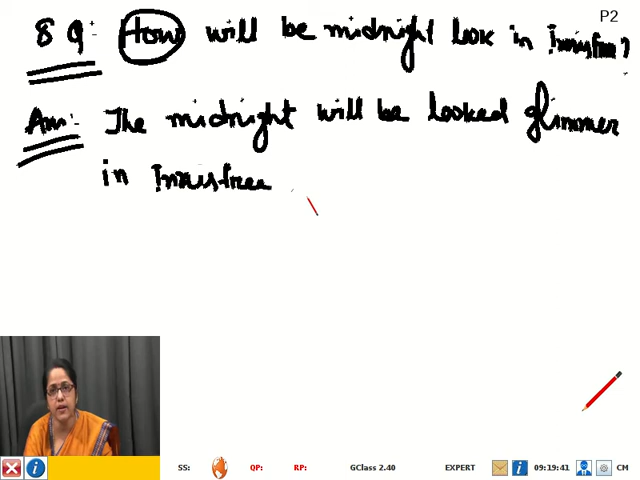 P2
8 Q: How will be midnight look in Innisfree?
Ans:- The midnight will be looked glimmer
in Innisfree
SS: QP: RP: GClass 2.40 EXPERT 09:19:41 CM